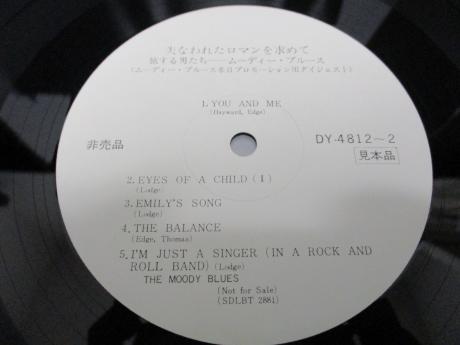 失なわれたロマンを求めて
旅する男たち——ムーディー・ブルース
(ムーディー・ブルース来日プロモーション用ダイジェスト)
1. YOU AND ME
(Hayward, Edge)
非売品
DY-4812~2
見本品
2. EYES OF A CHILD (I)
(Lodge)
3. EMILY'S SONG
(Lodge)
4. THE BALANCE
(Edge, Thomas)
5. I'M JUST A SINGER (IN A ROCK AND
ROLL BAND) (Lodge)
THE MOODY BLUES
(Not for Sale)
(SDLBT 2881)